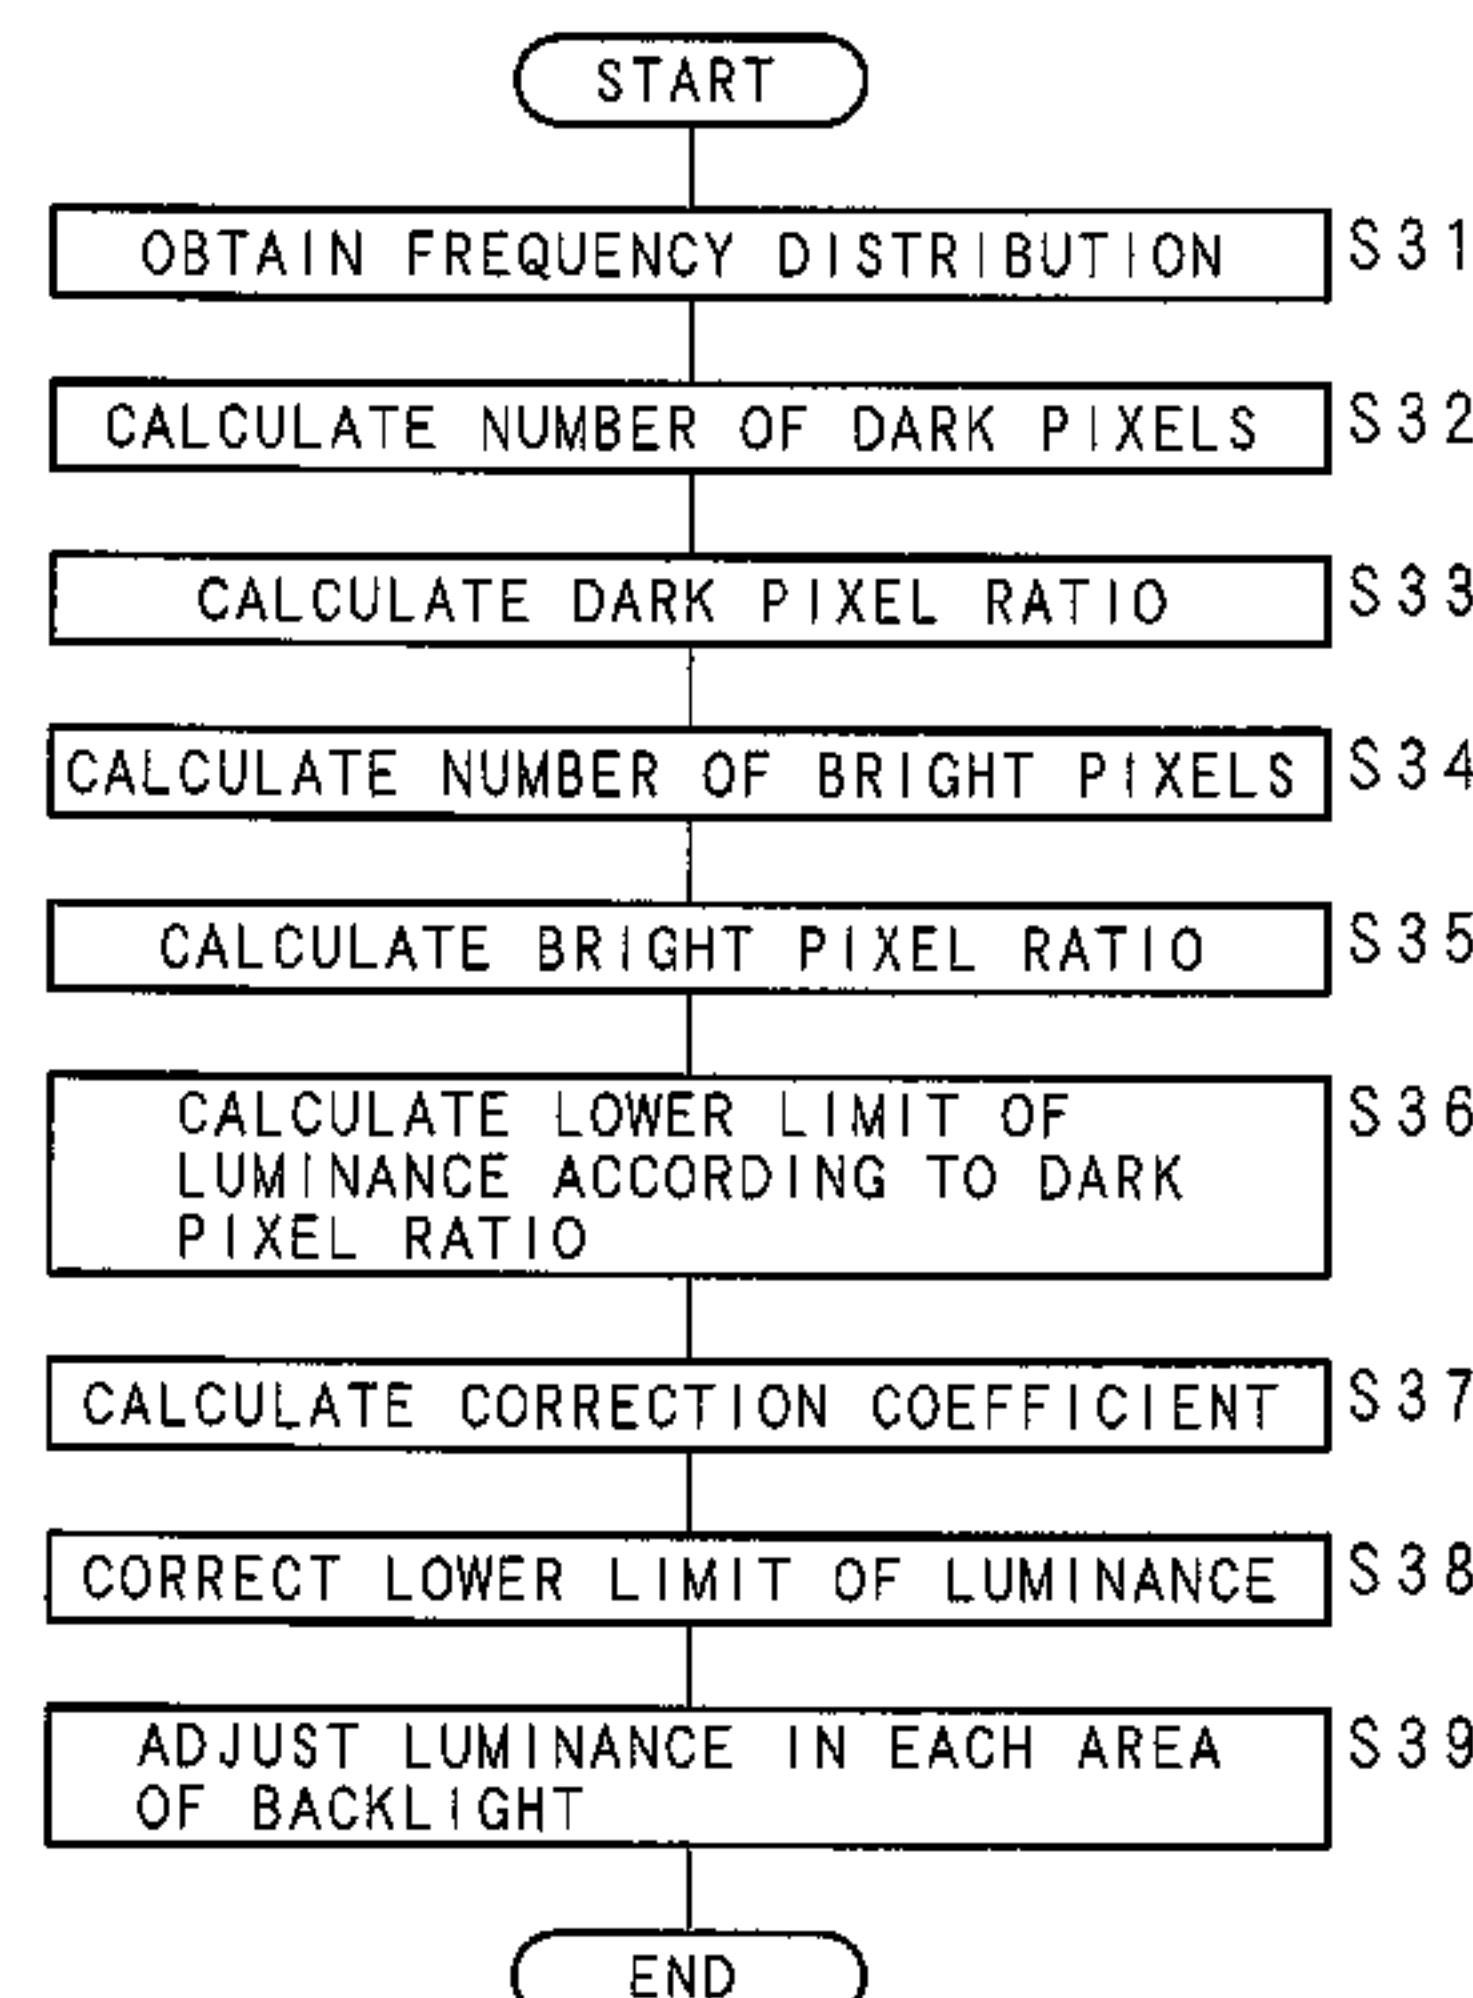 START
OBTAIN FREQUENCY DISTRIBUTION S31
CALCULATE NUMBER OF DARK PIXELS S32
CALCULATE DARK PIXEL RATIO S33
CALCULATE NUMBER OF BRIGHT PIXELS S34
CALCULATE BRIGHT PIXEL RATIO S35
CALCULATE LOWER LIMIT OF S36
LUMINANCE ACCORDING TO DARK
PIXEL RATIO
CALCULATE CORRECTION COEFFICIENT S37
CORRECT LOWER LIMIT OF LUMINANCE S38
ADJUST LUMINANCE IN EACH AREA S39
OF BACKLIGHT
END